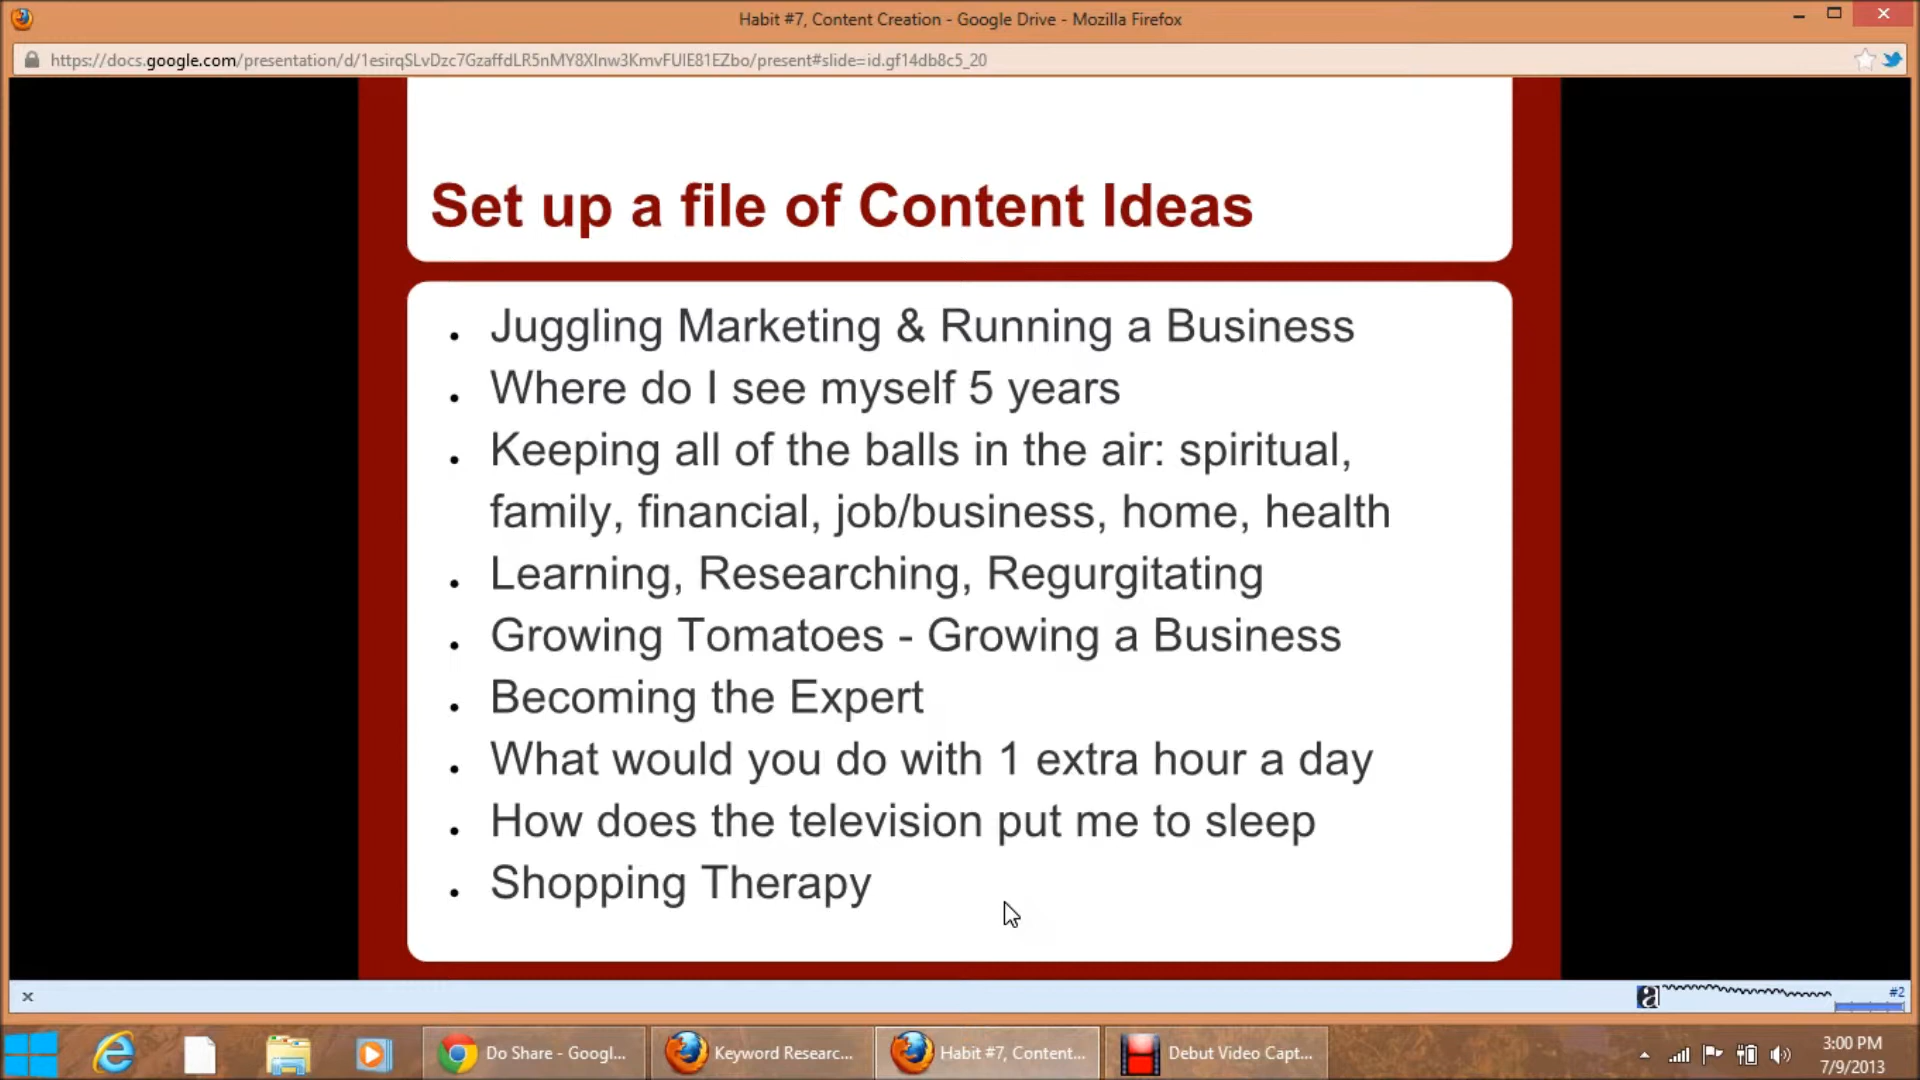 Habit #7, Content Creation - Google Drive - Mozilla Firefox
https://docs.google.com/presentation/d/1esirqSLvDzc7GzaffdLR5nMY8XInw3KmvFUlE81EZbo/present#slide=id.gf14db8c5_20
Set up a file of Content Ideas
Juggling Marketing & Running a Business
Where do I see myself 5 years
Keeping all of the balls in the air: spiritual,
family, financial, job/business, home, health
Learning, Researching, Regurgitating
Growing Tomatoes - Growing a Business
Becoming the Expert
What would you do with 1 extra hour a day
How does the television put me to sleep
Shopping Therapy
a #2
Do Share - Googl... Keyword Researc... Habit #7, Content... Debut Video Capt... 3:00 PM
7/9/2013